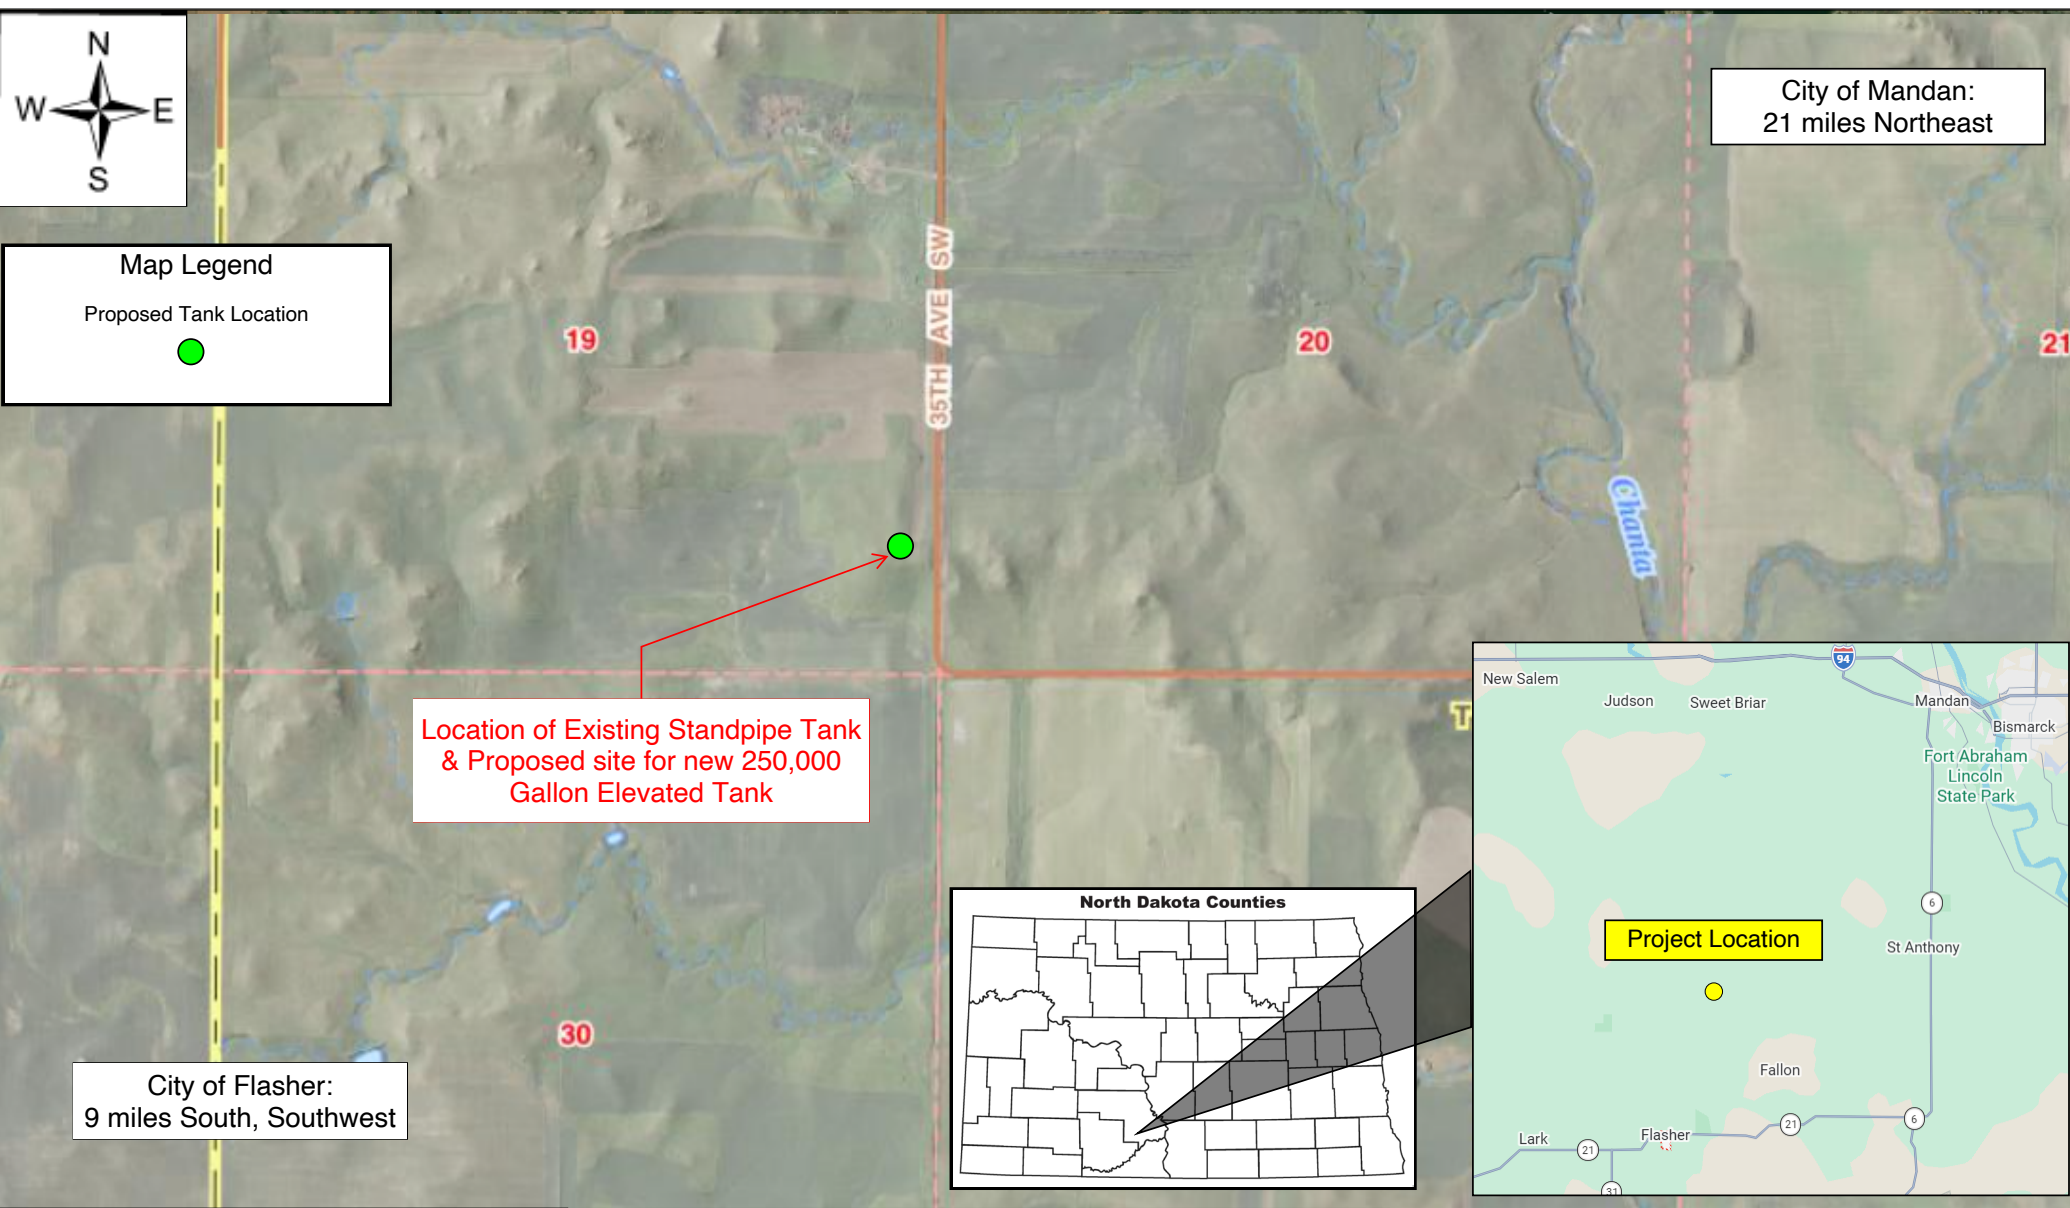 N
W E
S
City of Mandan:
21 miles Northeast
Map Legend
Proposed Tank Location
35TH AVE SW
19
20
21
Chanta
Location of Existing Standpipe Tank
& Proposed site for new 250,000
Gallon Elevated Tank
30
City of Flasher:
9 miles South, Southwest
North Dakota Counties
94
New Salem
Judson
Sweet Briar
Mandan
Bismarck
Fort Abraham
Lincoln
State Park
6
Project Location
St Anthony
Fallon
Lark
21
Flasher
21
6
31